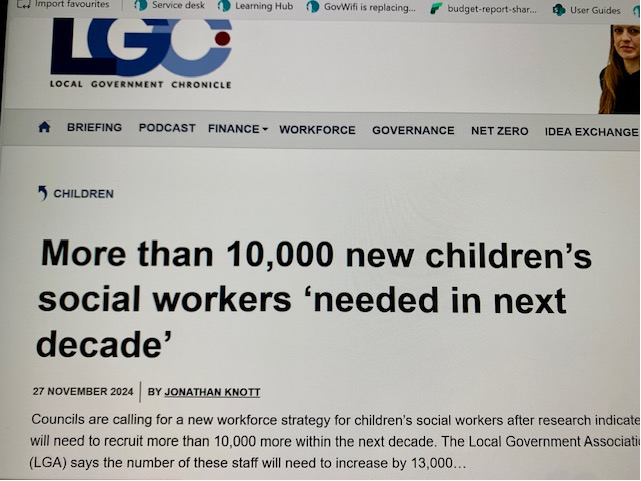 Import favourites Service desk Learning Hub GovWifi is replacing... budget-report-shar... User Guides
LGC
LOCAL GOVERNMENT CHRONICLE
BRIEFING PODCAST FINANCE WORKFORCE GOVERNANCE NET ZERO IDEA EXCHANGE
CHILDREN
More than 10,000 new children’s
social workers ‘needed in next
decade’
27 NOVEMBER 2024 BY JONATHAN KNOTT
Councils are calling for a new workforce strategy for children’s social workers after research indicate
will need to recruit more than 10,000 more within the next decade. The Local Government Associati
(LGA) says the number of these staff will need to increase by 13,000…